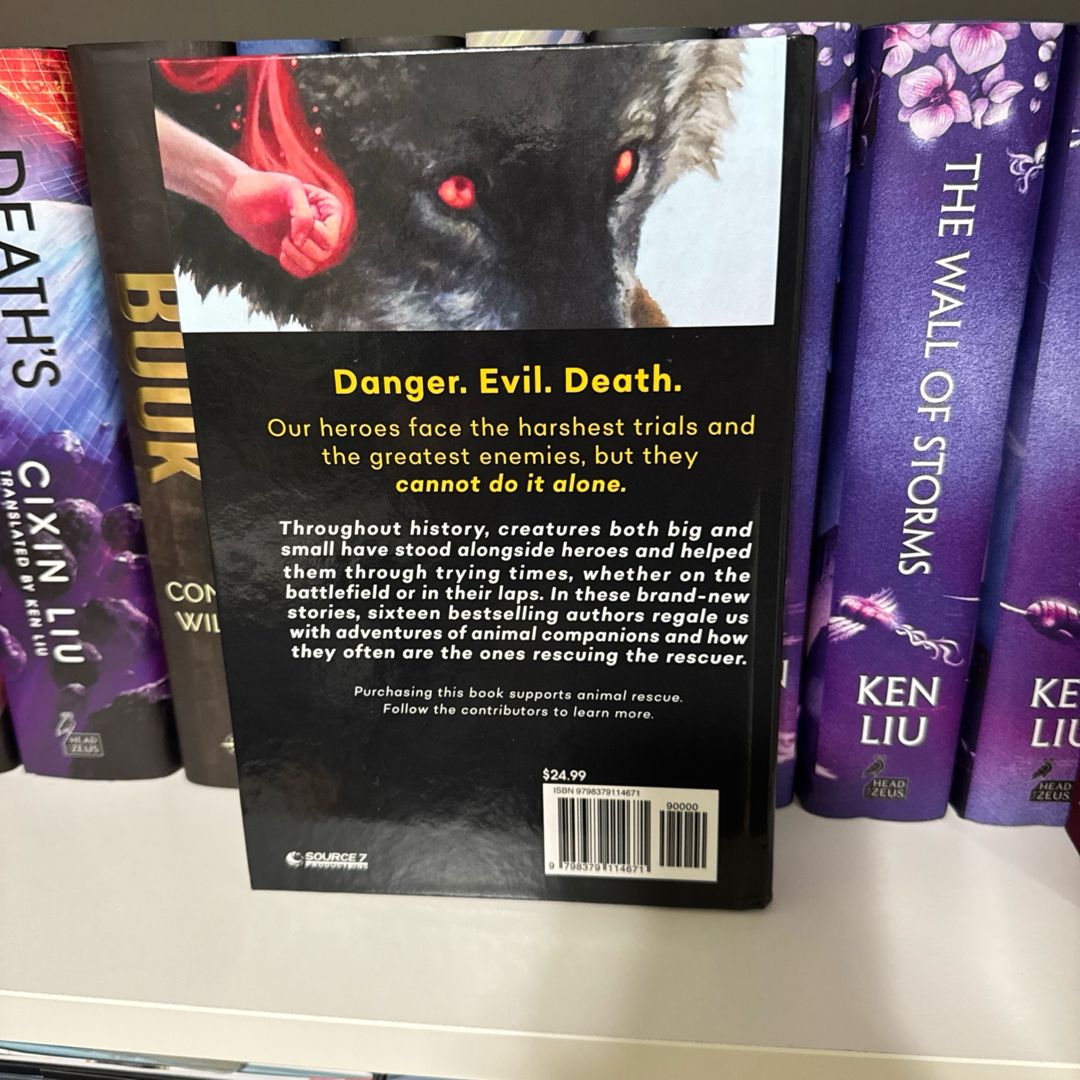 DEATH'S
CIXIN LIU
TRANSLATED BY KEN LIU
HEAD
ZEUS
BOOK
Danger. Evil. Death.
Our heroes face the harshest trials and
the greatest enemies, but they
cannot do it alone.
Throughout history, creatures both big and
small have stood alongside heroes and helped
them through trying times, whether on the
battlefield or in their laps. In these brand-new
stories, sixteen bestselling authors regale us
with adventures of animal companions and how
they often are the ones rescuing the rescuer.
Purchasing this book supports animal rescue.
Follow the contributors to learn more.
$24.99
ISBN 9798379114671
90000
9 798379 114671
SOURCE 7
PRODUCTIONS
THE WALL OF STORMS
KEN
LIU
HEAD
ZEUS
HEAD
ZEUS